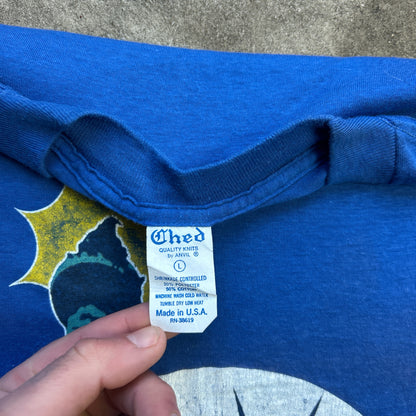 Ched
QUALITY KNITS
by ANVIL ®
L
SHRINKAGE CONTROLLED
50% POLYESTER
50% COTTON
MACHINE WASH COLD WATER
TUMBLE DRY LOW HEAT
Made in U.S.A.
RN-38619